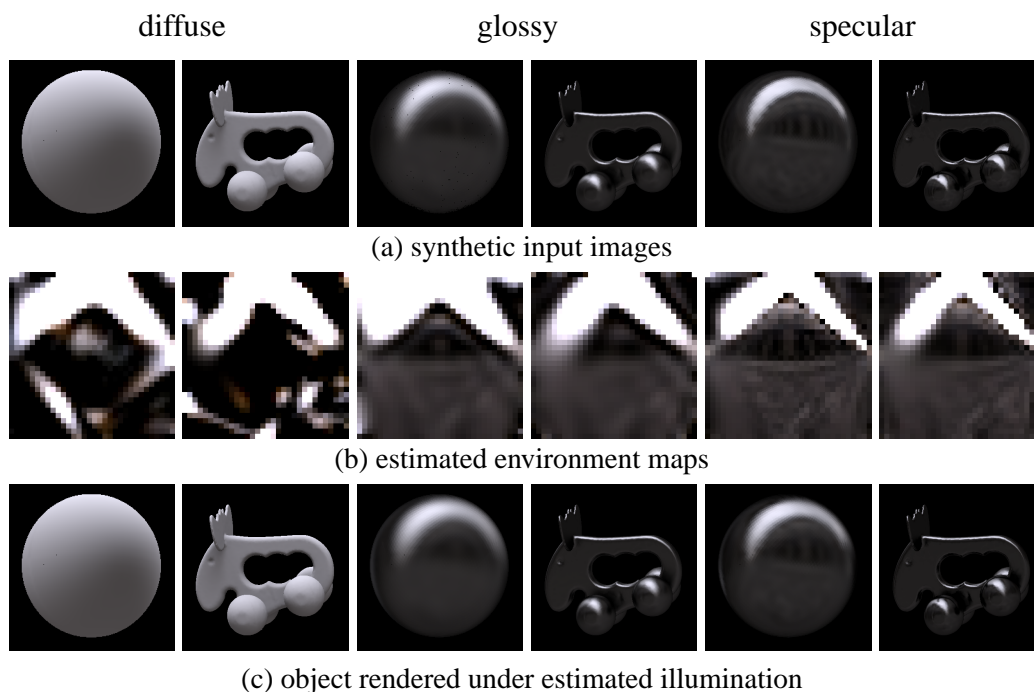 diffuse glossy specular
(a) synthetic input images
(b) estimated environment maps
(c) object rendered under estimated illumination